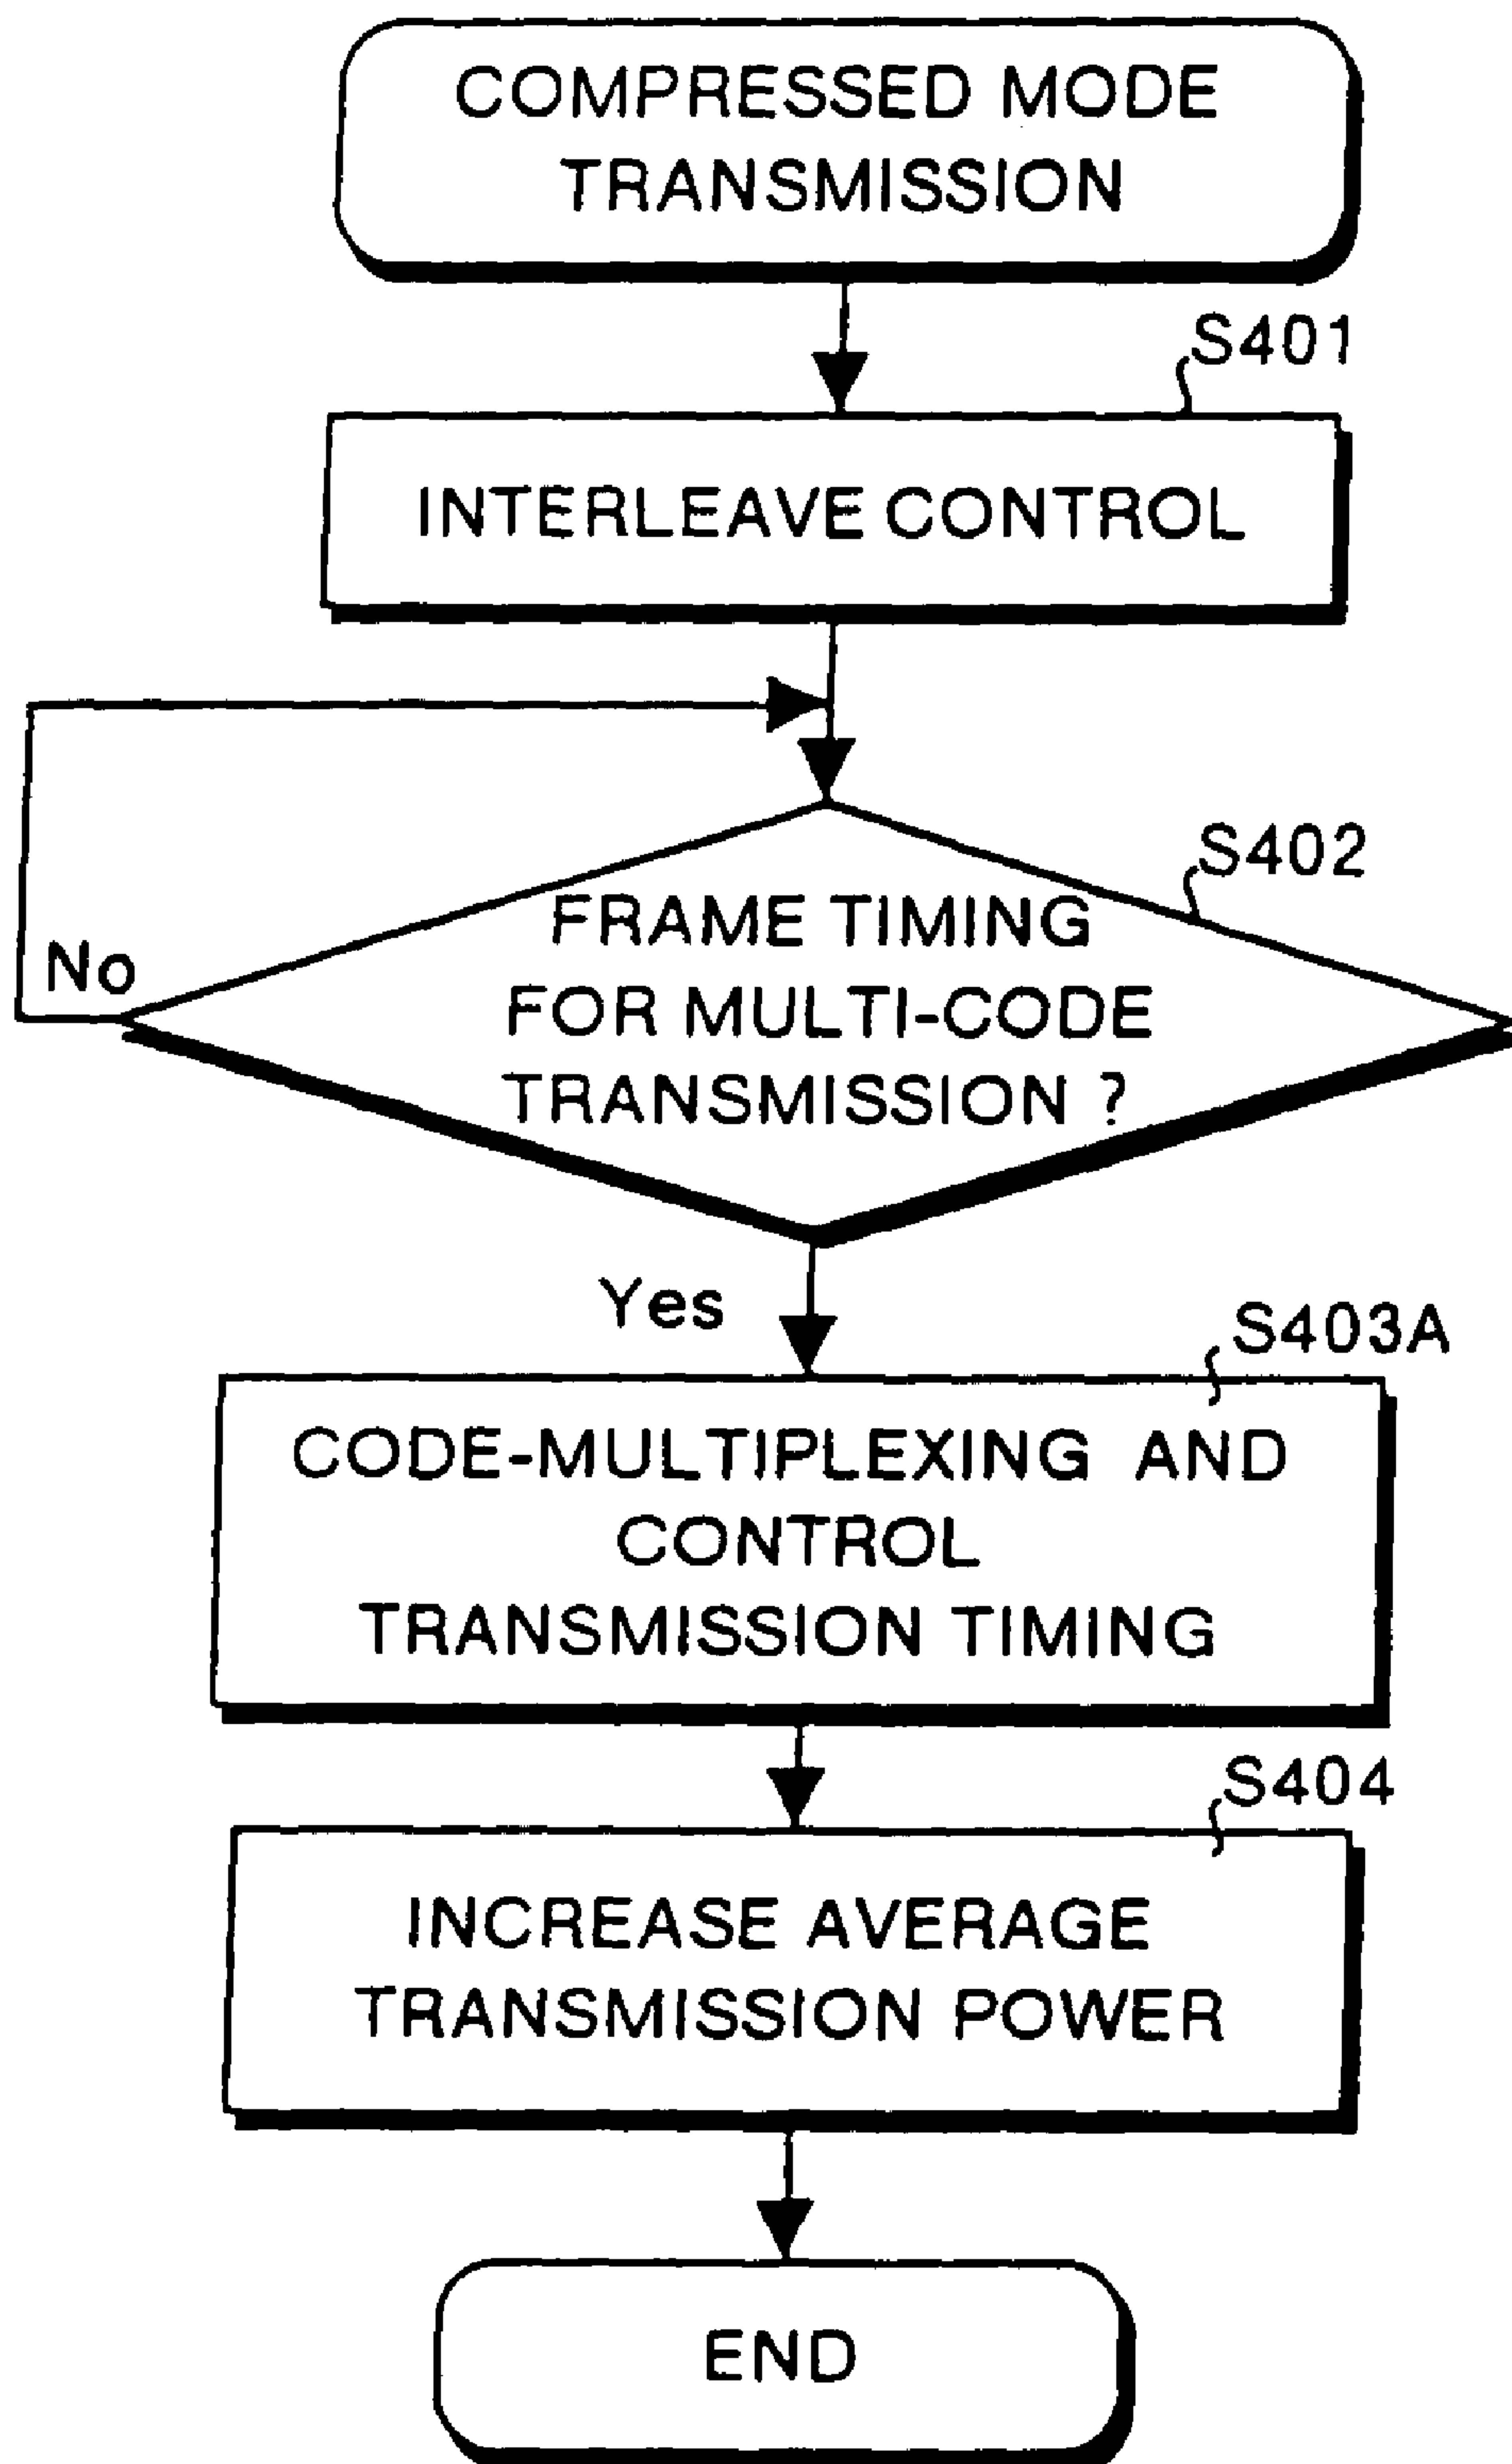 COMPRESSED MODE
TRANSMISSION
S401
INTERLEAVE CONTROL
S402
FRAME TIMING
No
FOR MULTI-CODE
TRANSMISSION ?
Yes
S403A
CODE-MULTIPLEXING AND
CONTROL
TRANSMISSION TIMING
S404
INCREASE AVERAGE
TRANSMISSION POWER
END